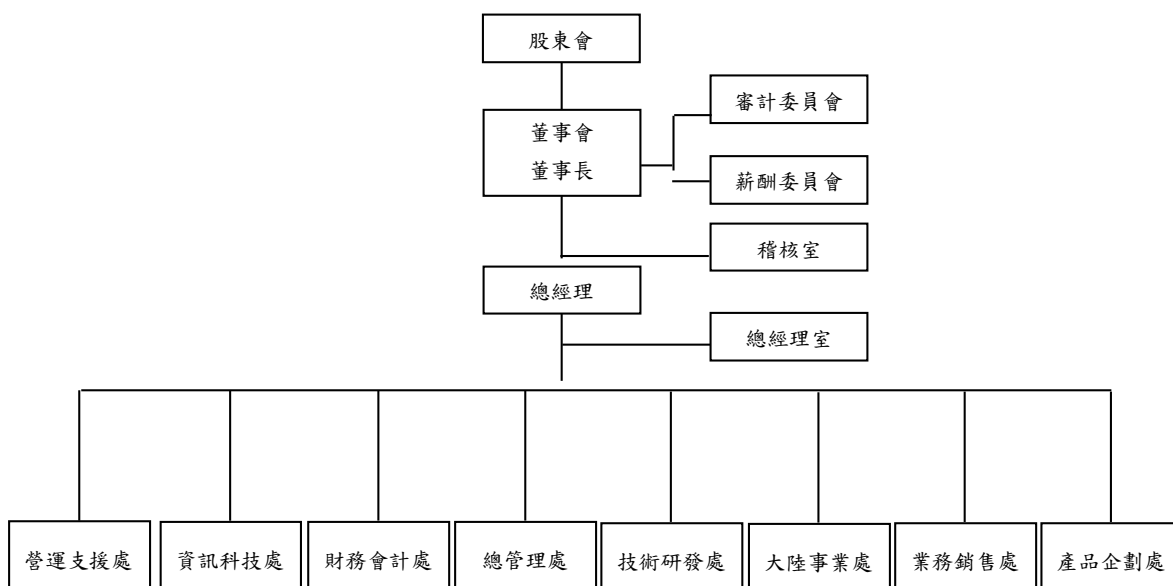 股東會
審計委員會
董事會
董事長
薪酬委員會
稽核室
總經理
總經理室
營運支援處
資訊科技處
財務會計處
總管理處
技術研發處
大陸事業處
業務銷售處
產品企劃處